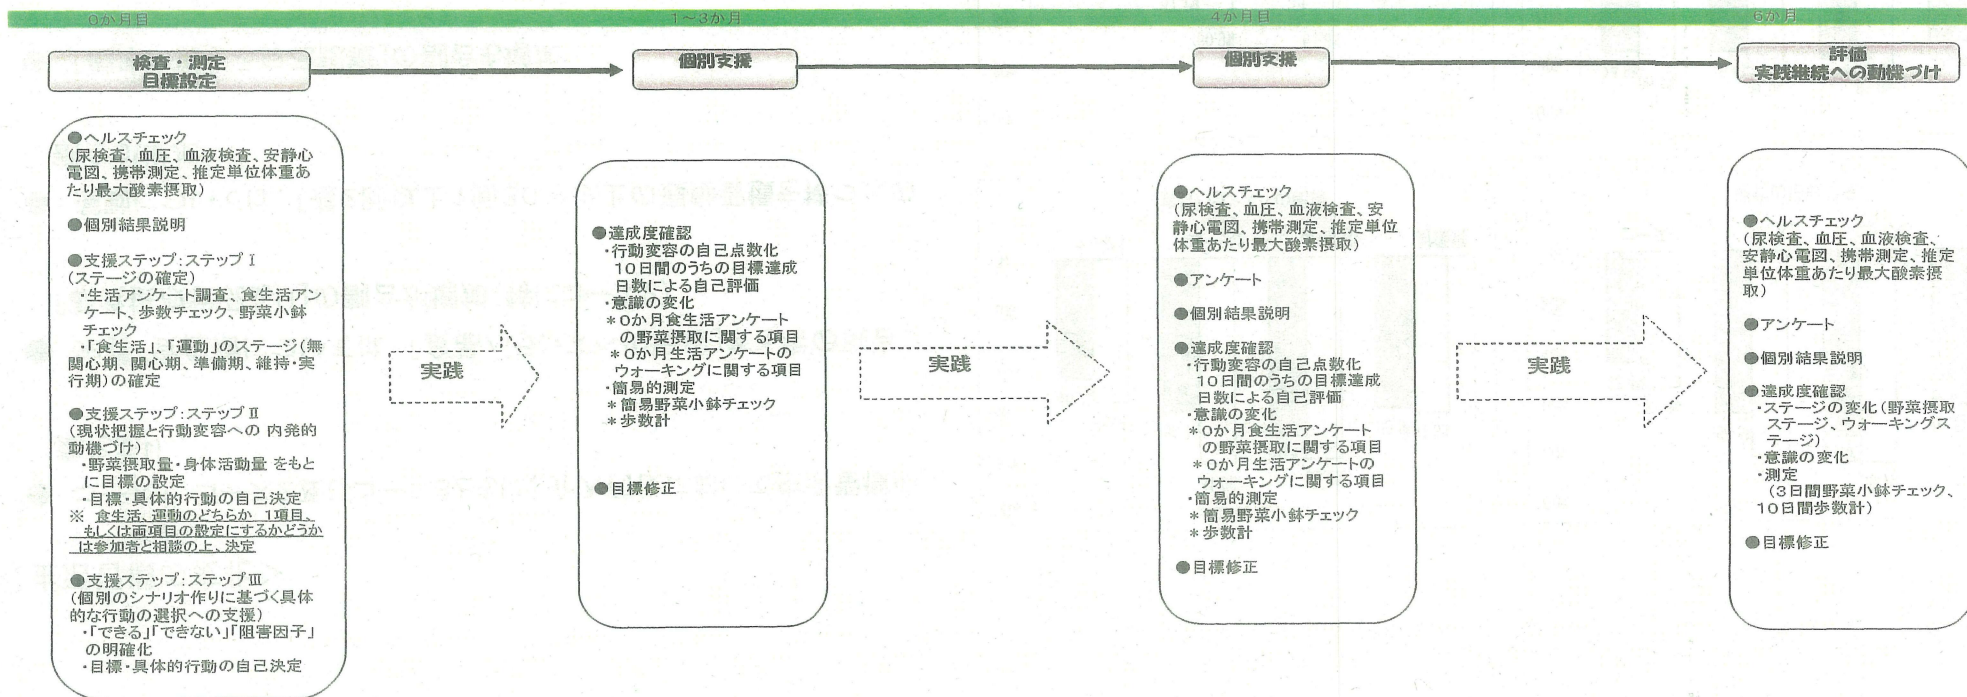 0か月目
1～3か月
4か月目
6か月
検査・測定
目標設定
個別支援
個別支援
評価
実践継続への動機づけ
●ヘルスチェック
(尿検査、血圧、血液検査、安静心
電図、携帯測定、推定単位体重あ
たり最大酸素摂取)
●個別結果説明
●支援ステップ:ステップⅠ
(ステージの確定)
・生活アンケート調査、食生活アン
ケート、歩数チェック、野菜小鉢
チェック
・「食生活」、「運動」のステージ(無
関心期、関心期、準備期、維持・実
行期)の確定
●支援ステップ:ステップⅡ
(現状把握と行動変容への 内発的
動機づけ)
・野菜摂取量・身体活動量 をもと
に目標の設定
・目標・具体的行動の自己決定
※ 食生活、運動のどちらか 1項目、
もしくは両項目の設定にするかどうか
は参加者と相談の上、決定
●支援ステップ:ステップⅢ
(個別のシナリオ作りに基づく具体
的な行動の選択への支援)
・「できる」「できない」「阻害因子」
の明確化
・目標・具体的行動の自己決定
実践
●達成度確認
・行動変容の自己点数化
10日間のうちの目標達成
日数による自己評価
・意識の変化
＊0か月食生活アンケート
の野菜摂取に関する項目
＊0か月生活アンケートの
ウォーキングに関する項目
・簡易的測定
＊簡易野菜小鉢チェック
＊歩数計
●目標修正
実践
●ヘルスチェック
(尿検査、血圧、血液検査、安
静心電図、携帯測定、推定単位
体重あたり最大酸素摂取)
●アンケート
●個別結果説明
●達成度確認
・行動変容の自己点数化
10日間のうちの目標達成
日数による自己評価
・意識の変化
＊0か月食生活アンケート
の野菜摂取に関する項目
＊0か月生活アンケートの
ウォーキングに関する項目
・簡易的測定
＊簡易野菜小鉢チェック
＊歩数計
●目標修正
実践
●ヘルスチェック
(尿検査、血圧、血液検査、
安静心電図、携帯測定、推定
単位体重あたり最大酸素摂
取)
●アンケート
●個別結果説明
●達成度確認
・ステージの変化(野菜摂取
ステージ、ウォーキングス
テージ)
・意識の変化
・測定
(3日間野菜小鉢チェック、
10日間歩数計)
●目標修正